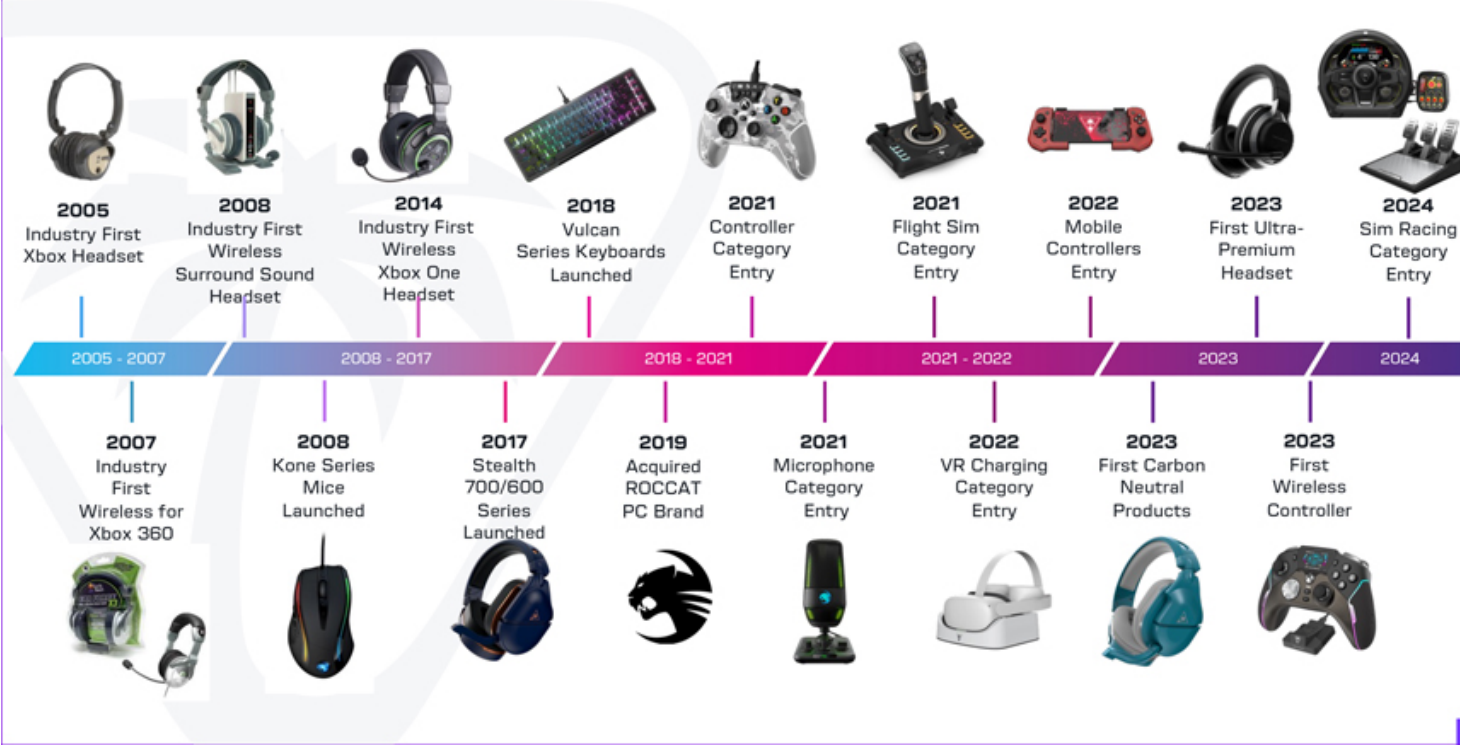 2005
Industry First
Xbox Headset
2008
Industry First
Wireless
Surround Sound
Headset
2014
Industry First
Wireless
Xbox One
Headset
2018
Vulcan
Series Keyboards
Launched
2021
Controller
Category
Entry
2021
Flight Sim
Category
Entry
2022
Mobile
Controllers
Entry
2023
First Ultra-
Premium
Headset
2024
Sim Racing
Category
Entry
2005 - 2007
2008 - 2017
2018 - 2021
2021 - 2022
2023
2024
2007
Industry
First
Wireless for
Xbox 360
2008
Kone Series
Mice
Launched
2017
Stealth
700/600
Series
Launched
2019
Acquired
ROCCAT
PC Brand
2021
Microphone
Category
Entry
2022
VR Charging
Category
Entry
2023
First Carbon
Neutral
Products
2023
First
Wireless
Controller